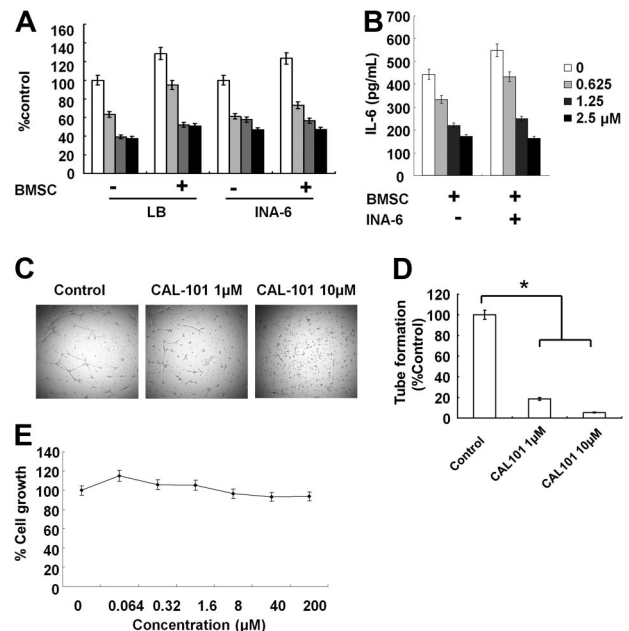 A
%control
160
140
120
100
80
60
40
20
0
BMSC
-
+
-
+
LB
INA-6
B
IL-6 (pg/mL)
700
600
500
400
300
200
100
0
0
0.625
1.25
2.5 μM
BMSC
+
+
INA-6
-
+
C
Control
CAL-101 1μM
CAL-101 10μM
D
Tube formation
(%Control)
120
100
80
60
40
20
0
*
Control
CAL101 1μM
CAL101 10μM
E
% Cell growth
140
120
100
80
60
40
20
0
0 0.064 0.32 1.6 8 40 200
Concentration (μM)